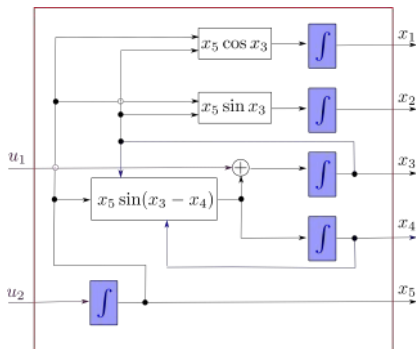 x₅ cos x₃
∫
x₁
x₅ sin x₃
∫
x₂
u₁
+
∫
x₃
x₅ sin(x₃ − x₄)
∫
x₄
u₂
∫
x₅